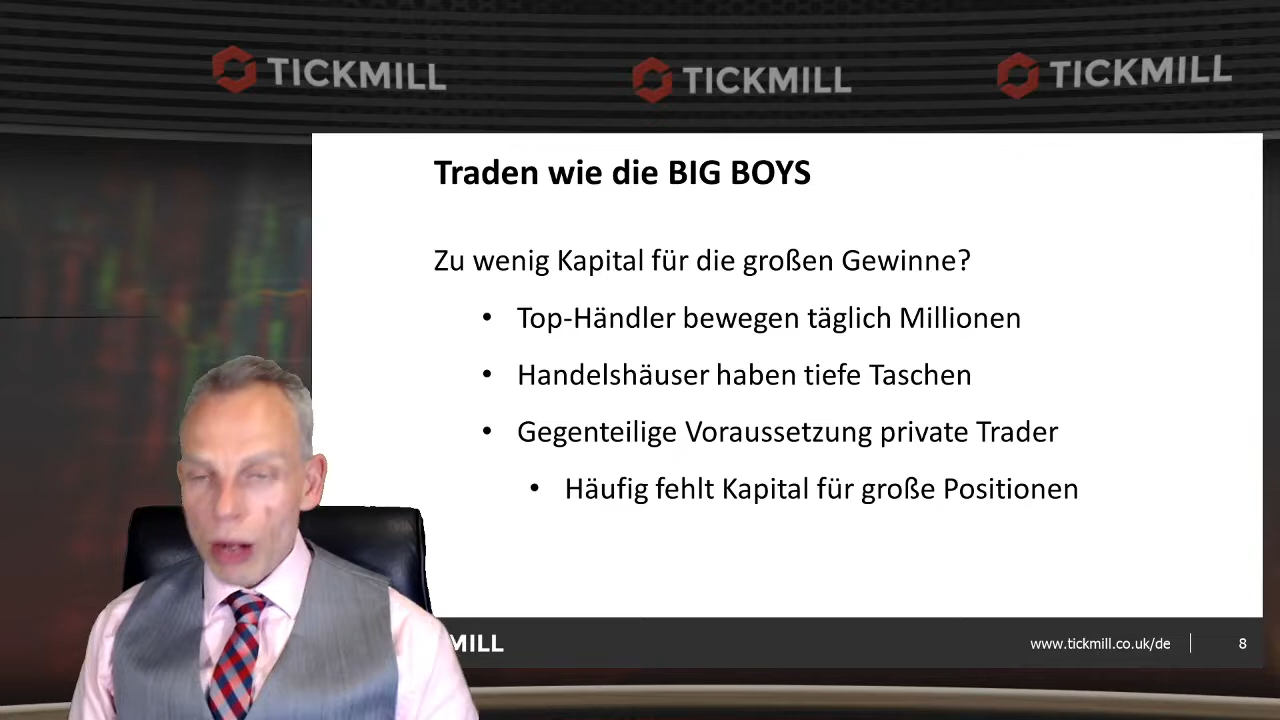 TICKMILL TICKMILL TICKMILL
Traden wie die BIG BOYS
Zu wenig Kapital für die großen Gewinne?
• Top-Händler bewegen täglich Millionen
• Handelshäuser haben tiefe Taschen
• Gegenteilige Voraussetzung private Trader
• Häufig fehlt Kapital für große Positionen
MILL www.tickmill.co.uk/de 8